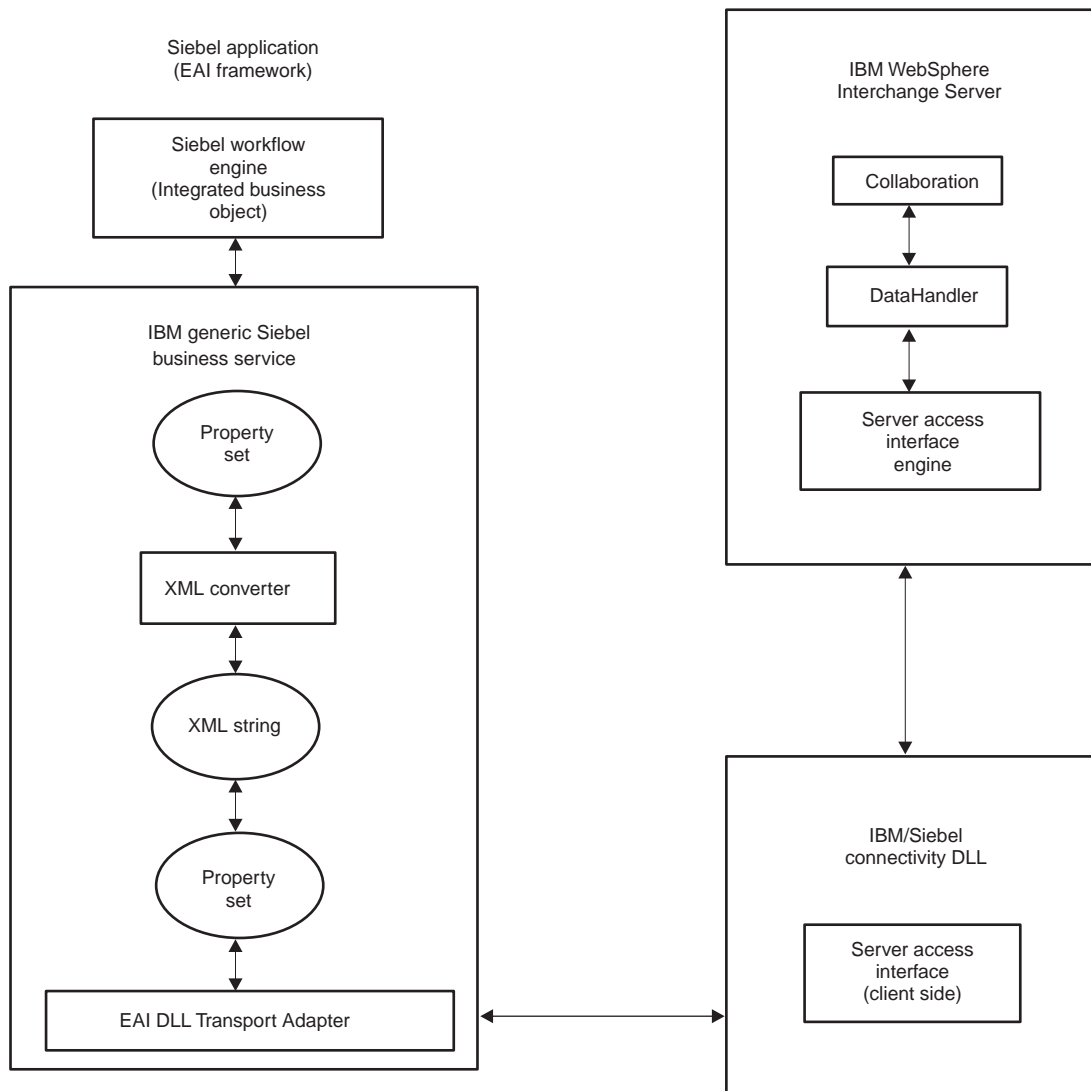 Siebel application
(EAI framework)
Siebel workflow
engine
(Integrated business
object)
IBM generic Siebel
business service
Property
set
XML converter
XML string
Property
set
EAI DLL Transport Adapter
IBM WebSphere
Interchange Server
Collaboration
DataHandler
Server access
interface
engine
IBM/Siebel
connectivity DLL
Server access
interface
(client side)